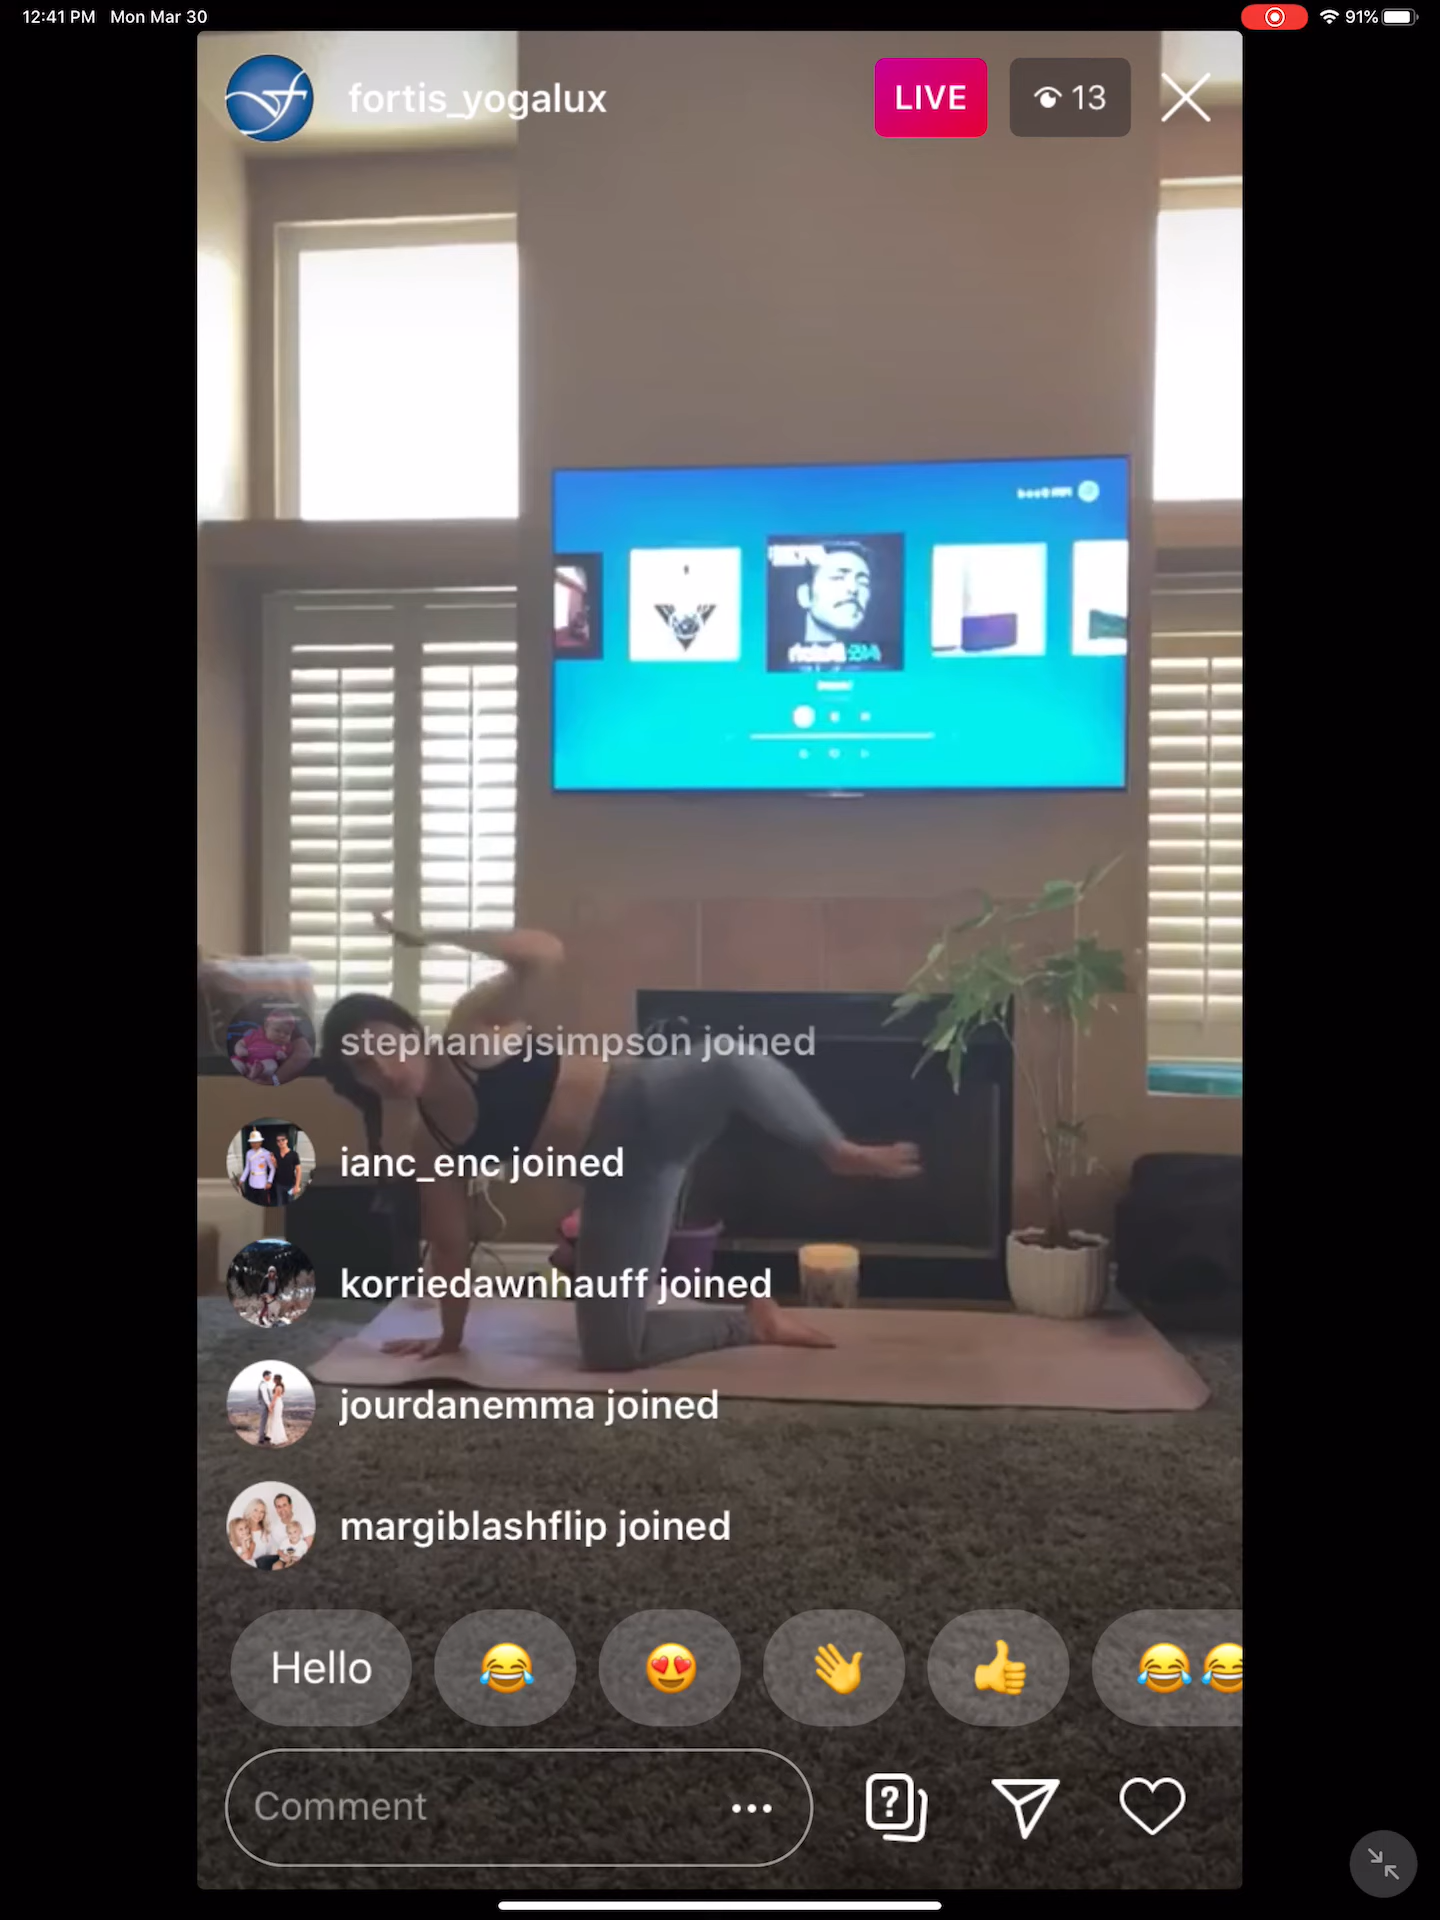 12:41 PM Mon Mar 30
91%
fortis_yogalux
LIVE
13
stephaniejsimpson joined
ianc_enc joined
korriedawnhauff joined
jourdanemma joined
margiblashflip joined
Hello
Comment